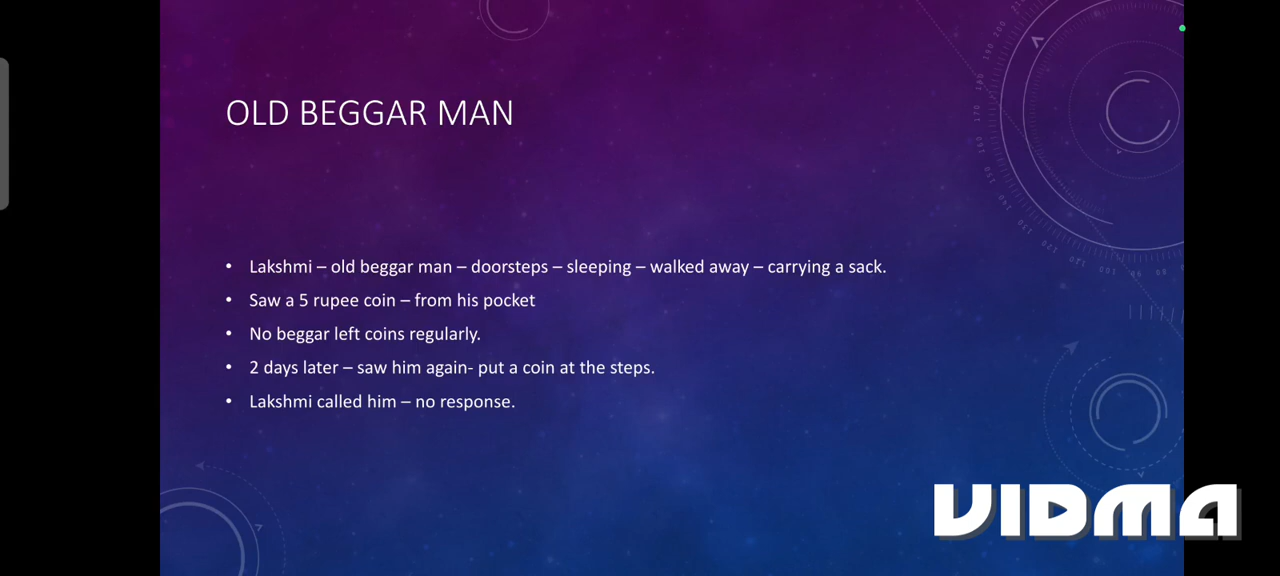 OLD BEGGAR MAN
• Lakshmi – old beggar man – doorsteps – sleeping – walked away – carrying a sack.
• Saw a 5 rupee coin – from his pocket
• No beggar left coins regularly.
• 2 days later – saw him again- put a coin at the steps.
• Lakshmi called him – no response.
VIDMA